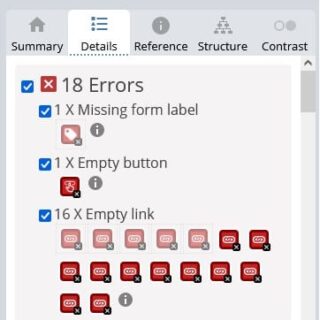 Summary Details Reference Structure Contrast
18 Errors
1 X Missing form label
1 X Empty button
16 X Empty link